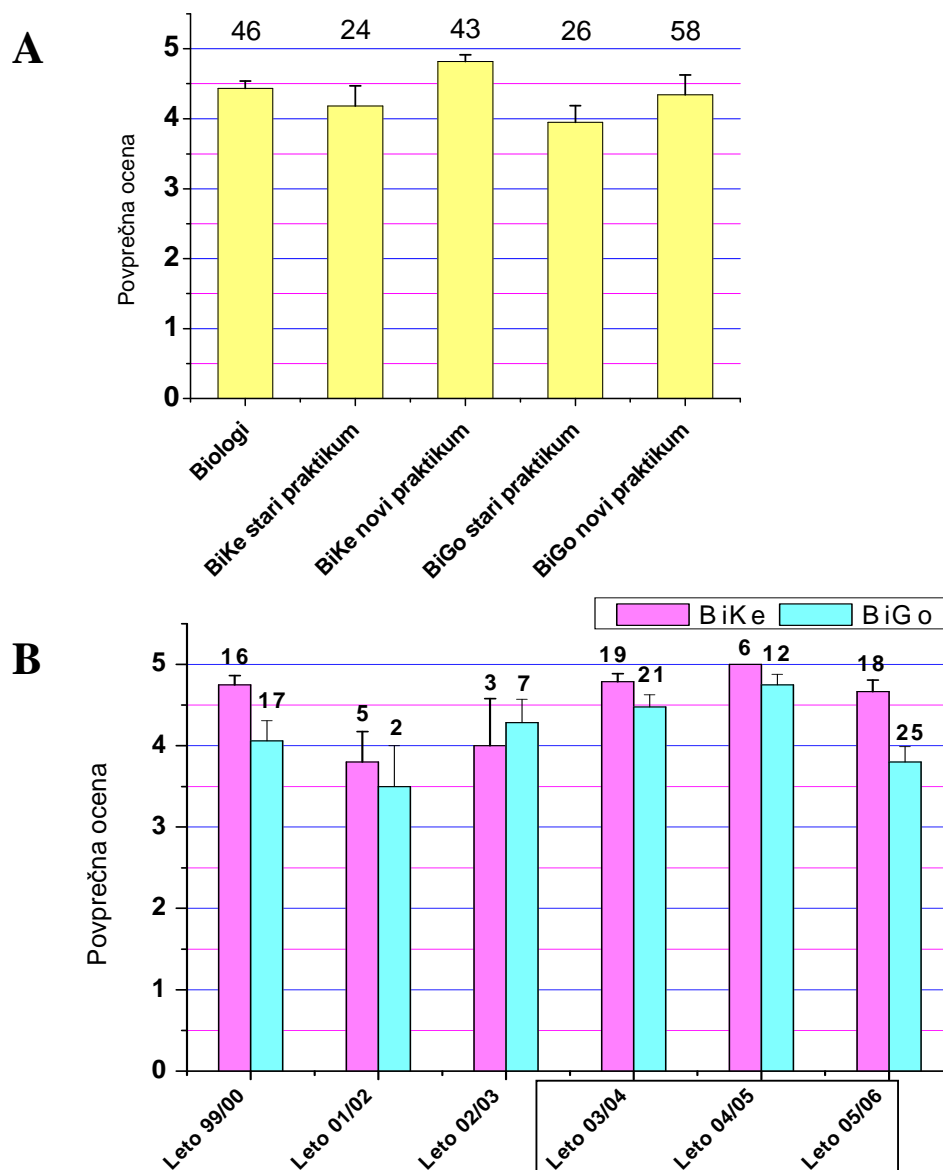 A
46 24 43 26 58
5
4
3
2
1
0
Povprečna ocena
Biologi
BiKe stari praktikum
BiKe novi praktikum
BiGo stari praktikum
BiGo novi praktikum
B
BiKe BiGo
16 17 5 2 3 7 19 21 6 12 18 25
5
4
3
2
1
0
Povprečna ocena
Leto 99/00
Leto 01/02
Leto 02/03
Leto 03/04
Leto 04/05
Leto 05/06